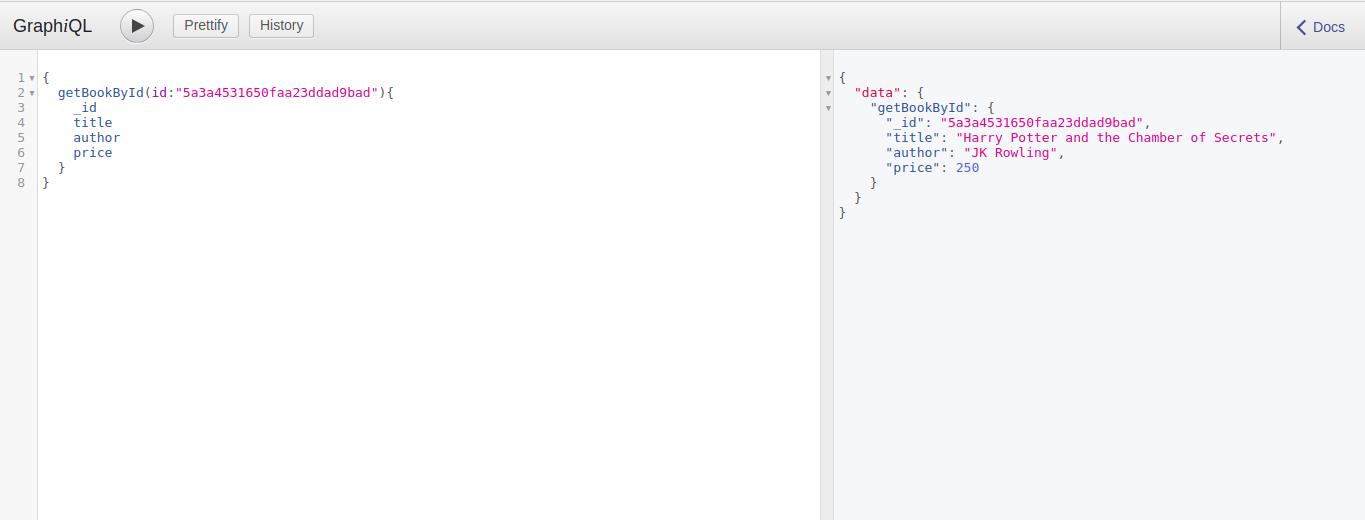 GraphiQL
Prettify
History
Docs
1 {
2 getBookById(id:"5a3a4531650faa23ddad9bad"){
3 _id
4 title
5 author
6 price
7 }
8 }
{
"data": {
"getBookById": {
"_id": "5a3a4531650faa23ddad9bad",
"title": "Harry Potter and the Chamber of Secrets",
"author": "JK Rowling",
"price": 250
}
}
}